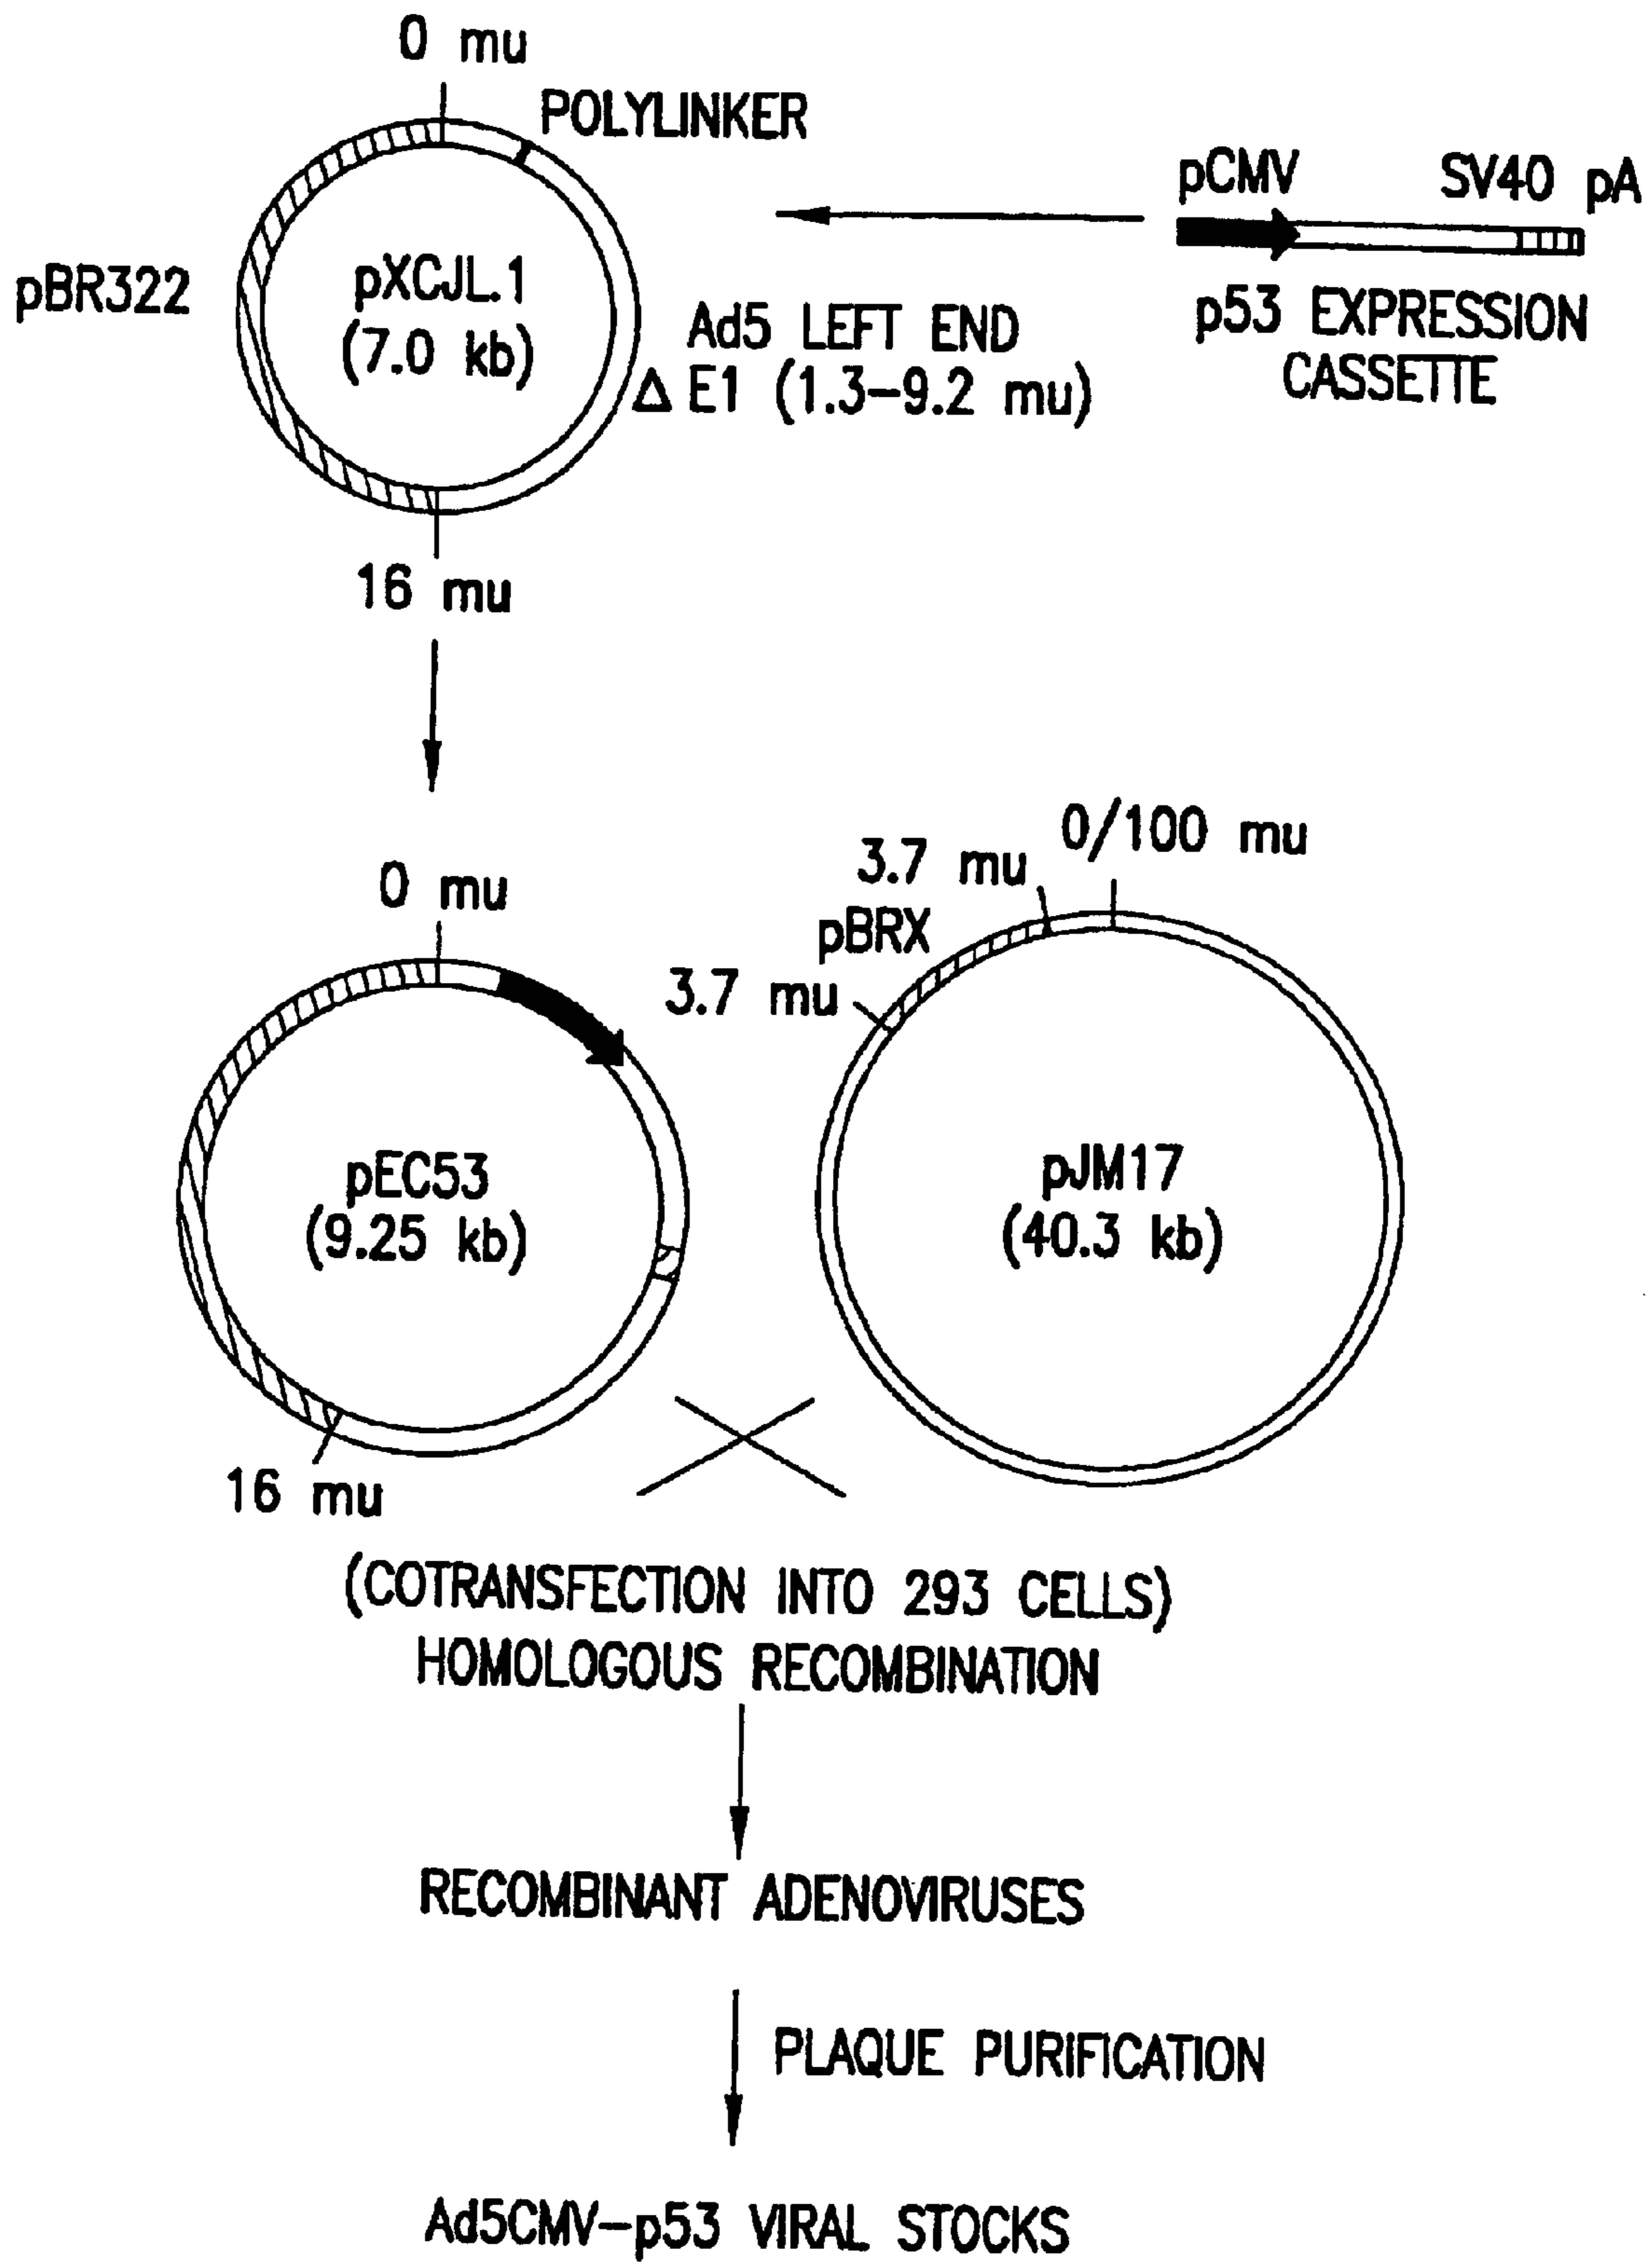 0 mu
POLYLINKER
pCMV
SV40 pA
pBR322
pXCJL.1
(7.0 kb)
Ad5 LEFT END
Δ E1 (1.3–9.2 mu)
p53 EXPRESSION
CASSETTE
16 mu
0 mu
3.7 mu
0/100 mu
pBRX
3.7 mu
pEC53
(9.25 kb)
pJM17
(40.3 kb)
16 mu
(COTRANSFECTION INTO 293 CELLS)
HOMOLOGOUS RECOMBINATION
RECOMBINANT ADENOVIRUSES
PLAQUE PURIFICATION
Ad5CMV–p53 VIRAL STOCKS